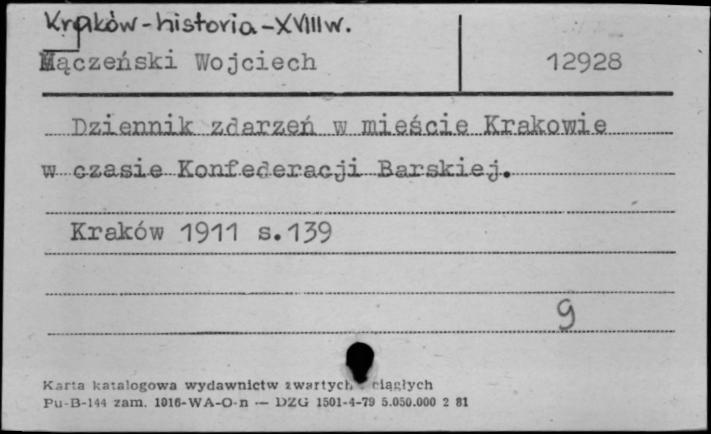 Kraków - historia - XVIII w.
Mączeński Wojciech 12928
Dziennik zdarzeń w mieście Krakowie
w czasie Konfederacji Barskiej.
Kraków 1911 s.139
9
Karta katalogowa wydawnictw zwartych ciągłych
Pu-B-144 zam. 1016-WA-O-n — DZG 1501-4-79 5.050.000 2 81